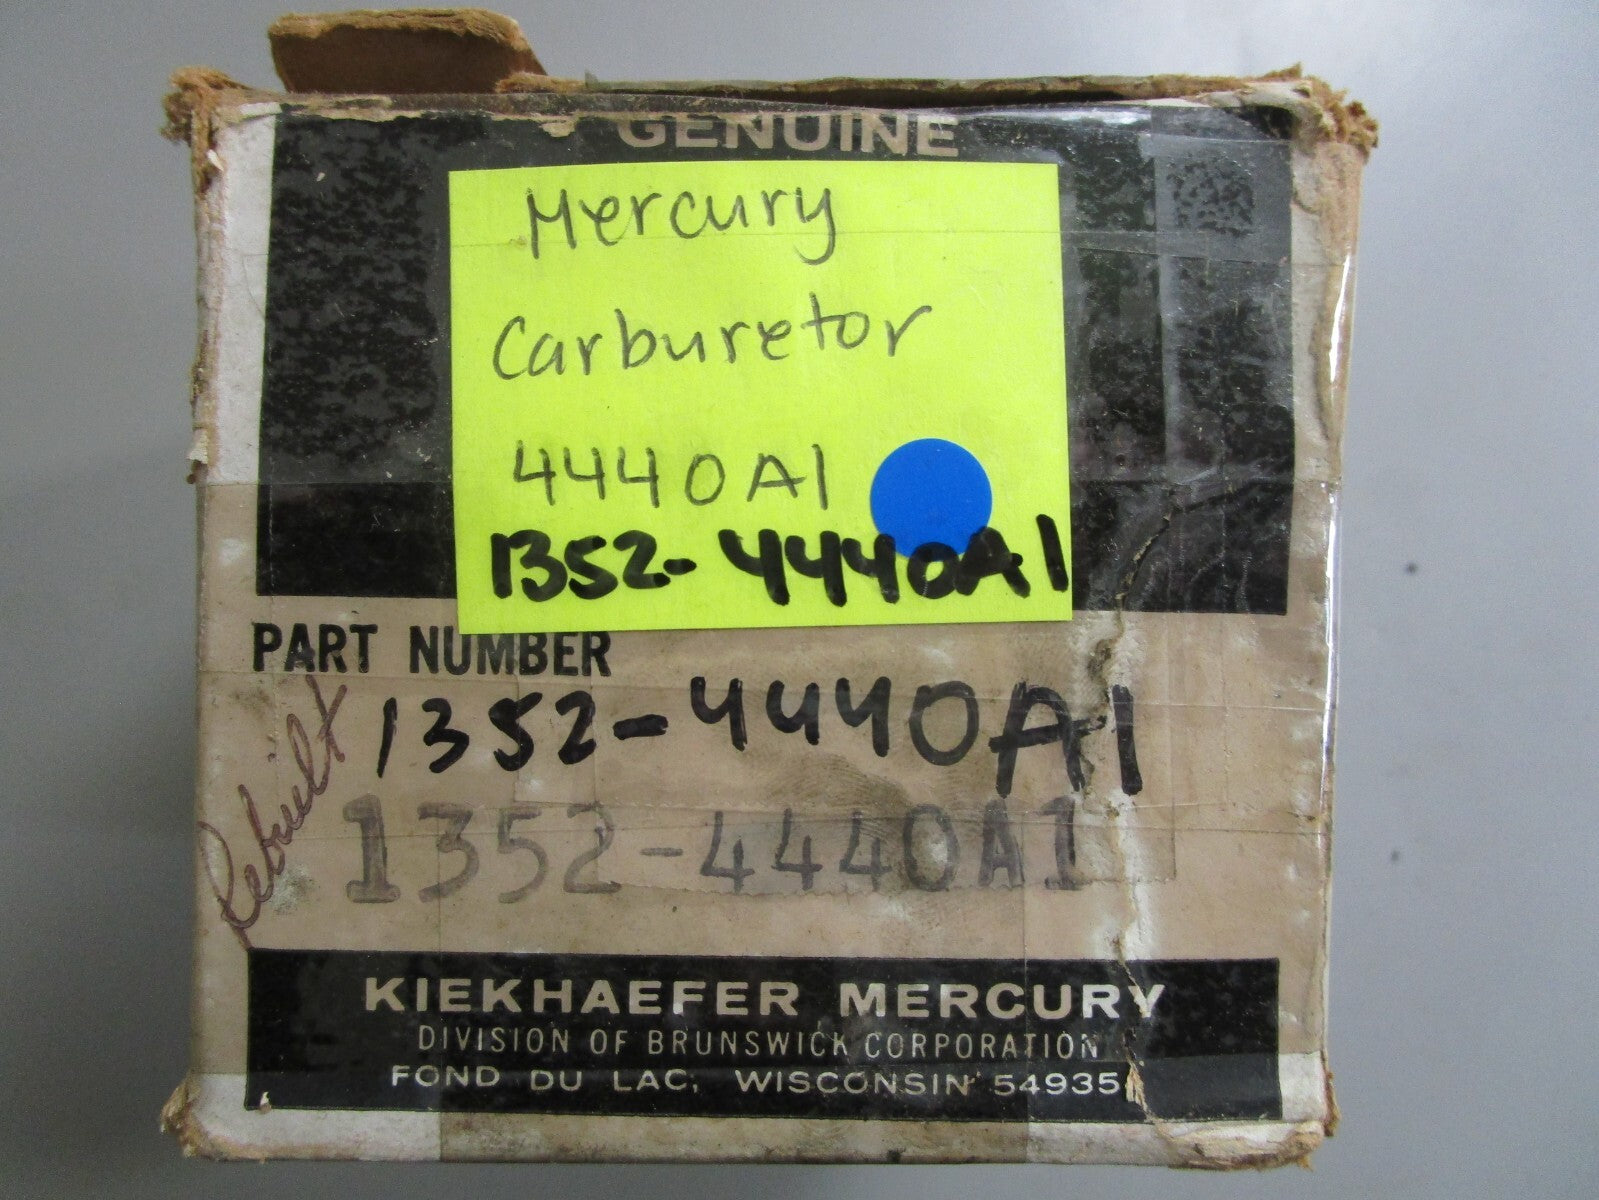 GENUINE
Mercury
Carburetor
4440A1
1352-4440A1
PART NUMBER
1352-4440A1
Rebuilt
1352-4440A1
KIEKHAEFER MERCURY
DIVISION OF BRUNSWICK CORPORATION
FOND DU LAC, WISCONSIN 54935